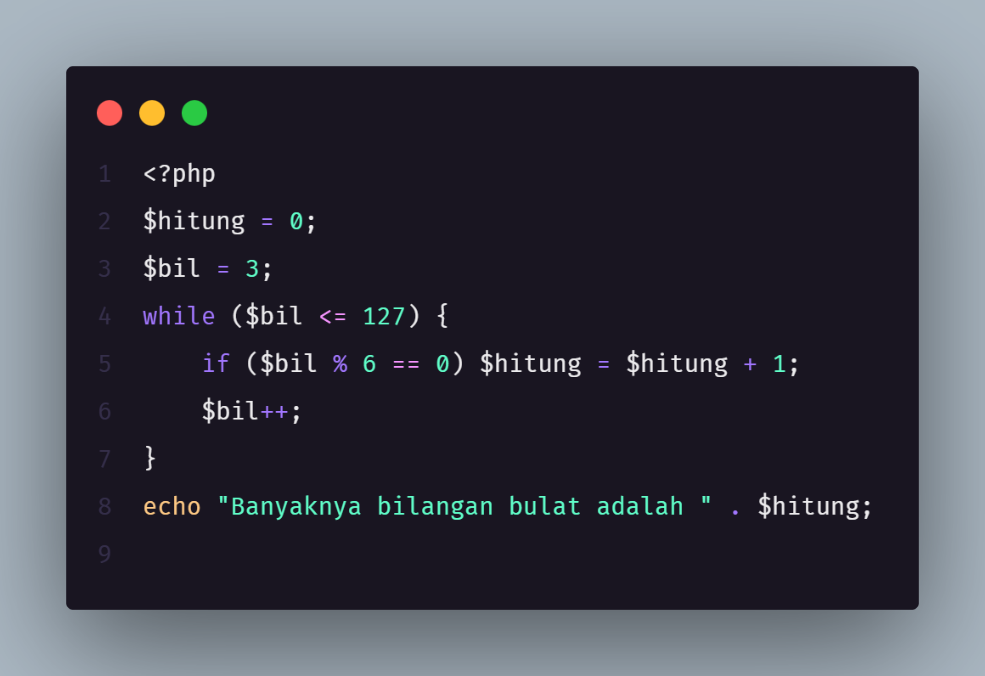 1 <?php
2 $hitung = 0;
3 $bil = 3;
4 while ($bil <= 127) {
5     if ($bil % 6 == 0) $hitung = $hitung + 1;
6     $bil++;
7 }
8 echo "Banyaknya bilangan bulat adalah " . $hitung;
9